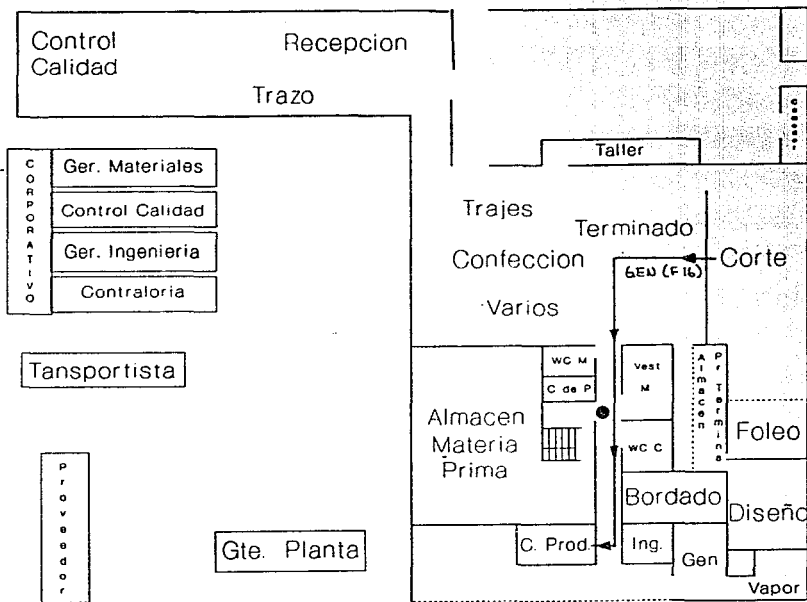 Control
Calidad
Recepcion
Trazo
Taller
CORPORATIVO
Ger. Materiales
Control Calidad
Ger. Ingenieria
Contraloria
Trajes
Terminado
Confeccion
Corte
GEN (F16)
Varios
Tansportista
WC M
C de P
Vest
M
Almacen
Pr Termina
Almacen
Materia
Prima
WC C
Foleo
Proveedor
Bordado
Diseño
Gte. Planta
C. Prod.
Ing.
Gen
Vapor